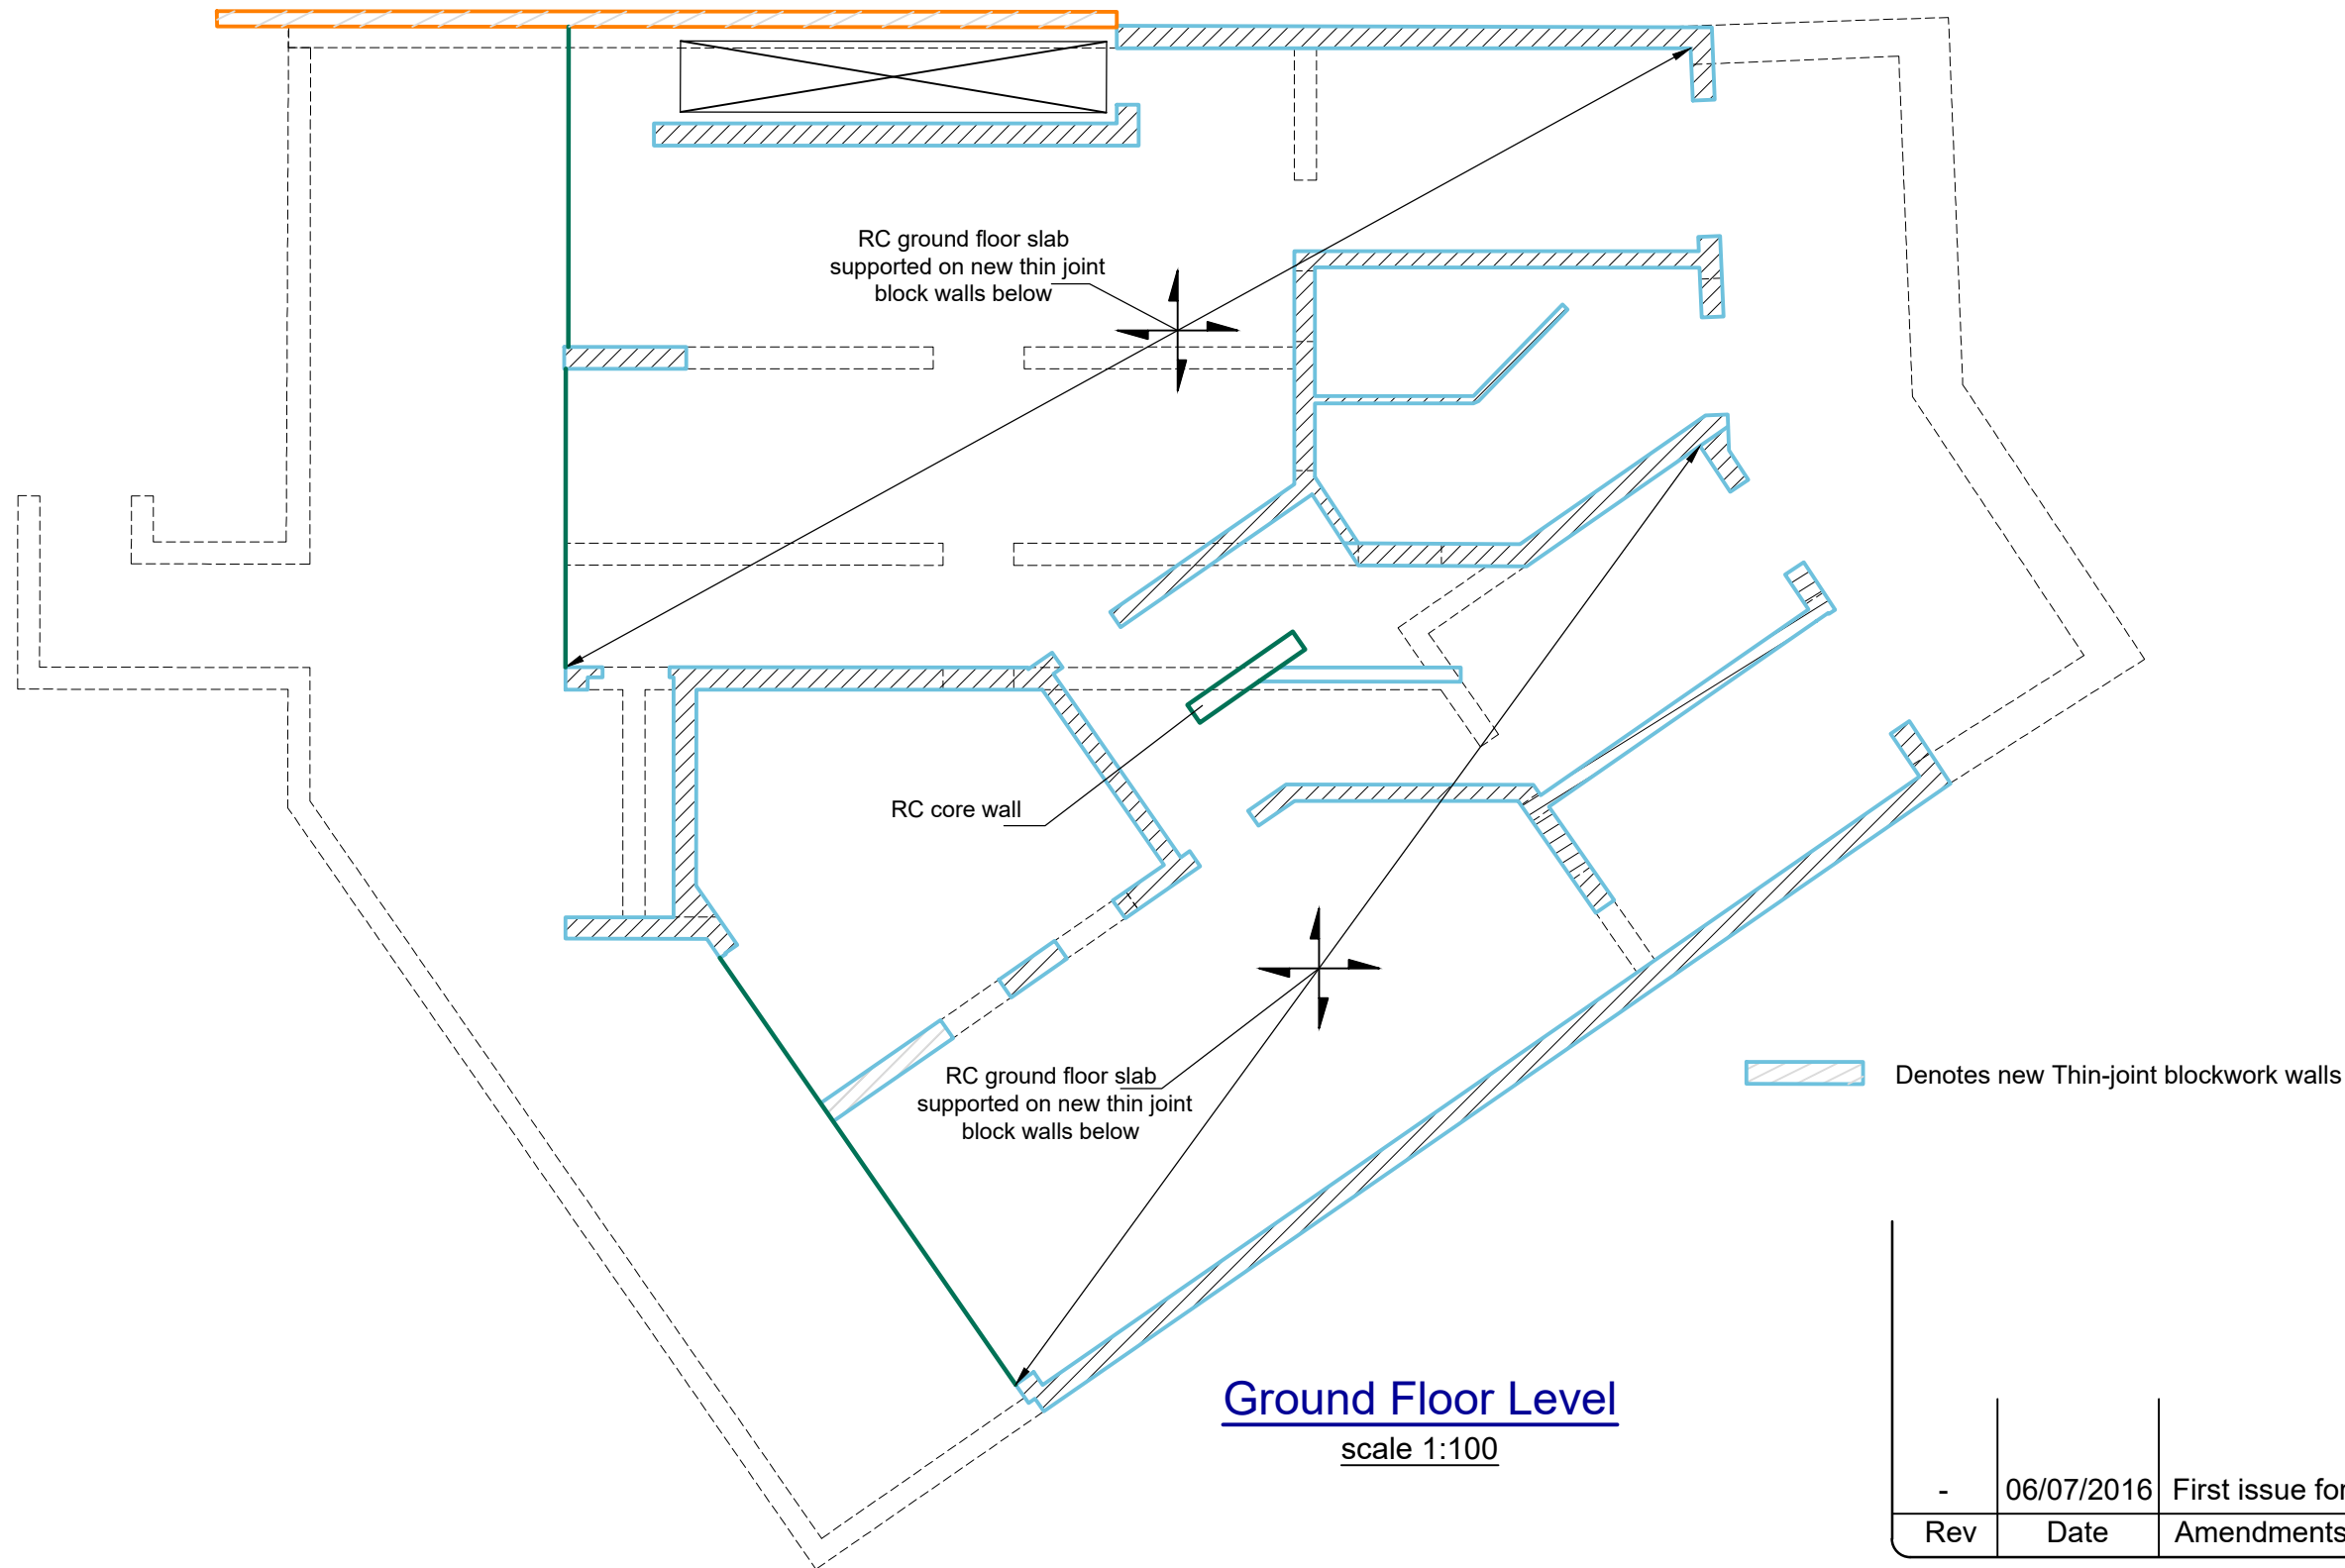 RC ground floor slab
supported on new thin joint
block walls below
RC core wall
RC ground floor slab
supported on new thin joint
block walls below
Denotes new Thin-joint blockwork walls
Ground Floor Level
scale 1:100
- 06/07/2016 First issue for
Rev Date Amendments